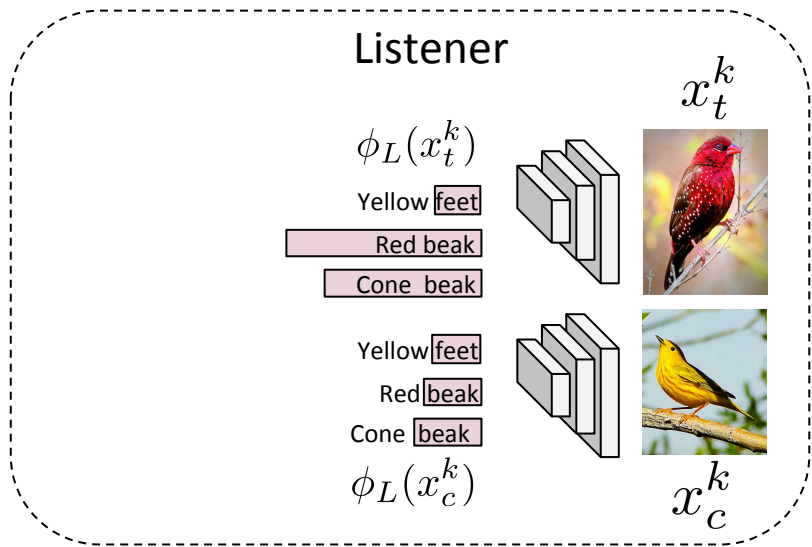 Listener
x_t^k
ϕ_L(x_t^k)
Yellow feet
Red beak
Cone beak
Yellow feet
Red beak
Cone beak
ϕ_L(x_c^k)
x_c^k